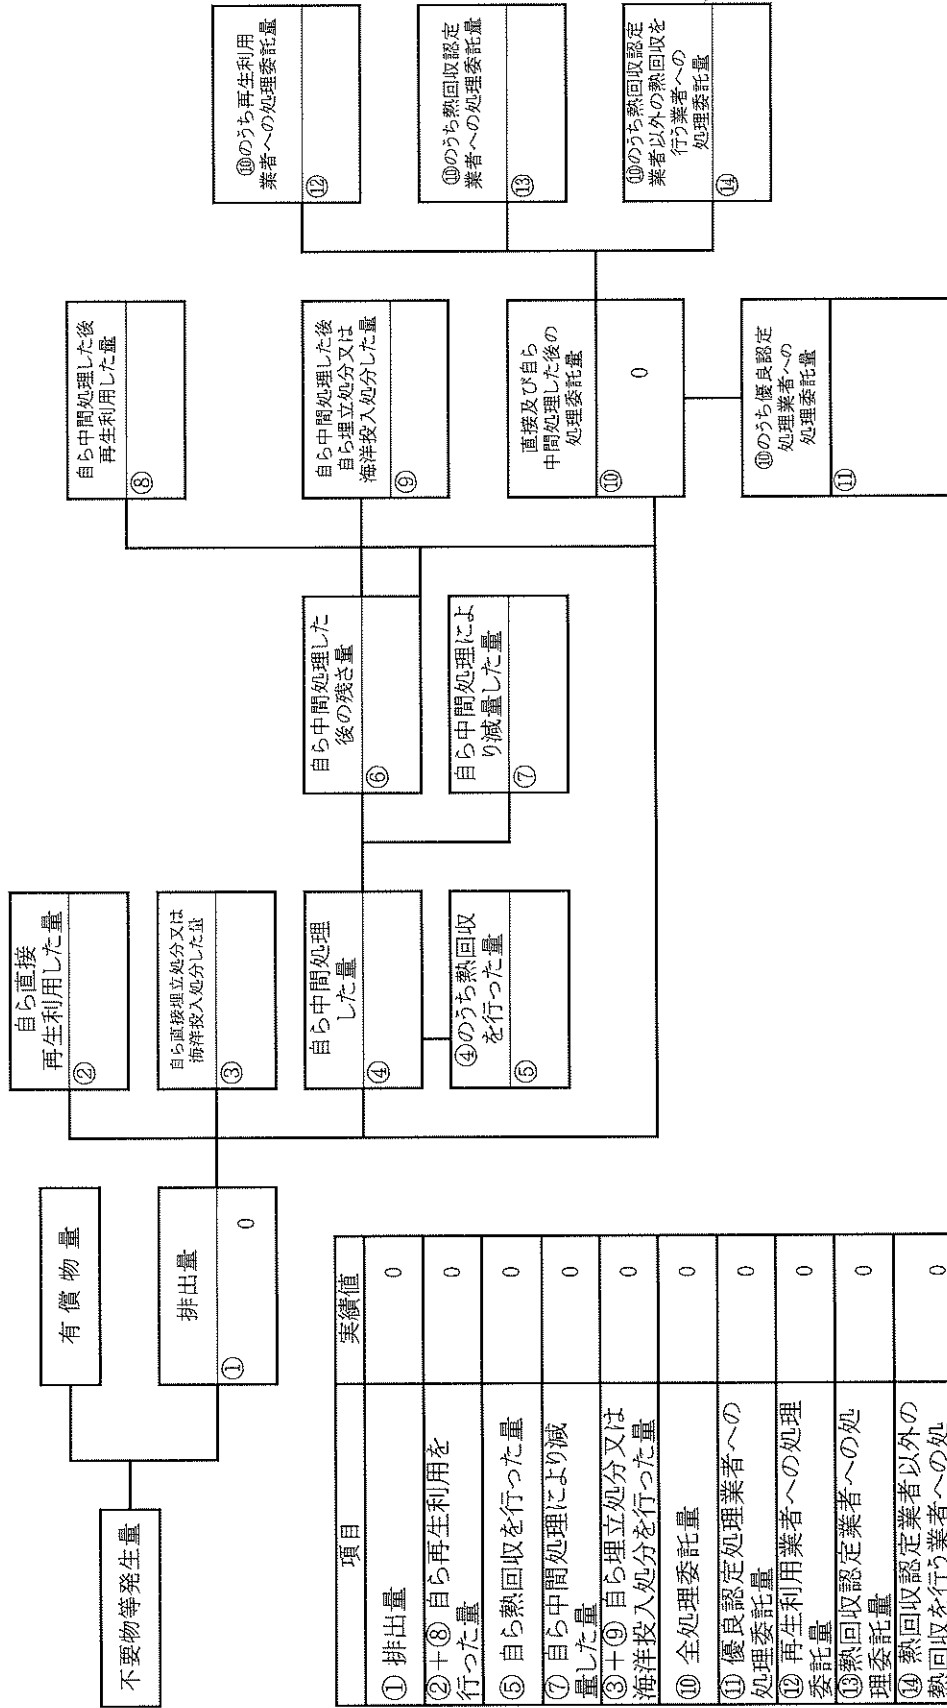 不要物等発生量
有償物量
排出量
① 0
自ら直接
再生利用した量
②
自ら直接埋立処分又は
海洋投入処分した量
③
自ら中間処理
した量
④
④のうち熱回収
を行った量
⑤
自ら中間処理した
後の残さ量
⑥
自ら中間処理によ
り減量した量
⑦
自ら中間処理した後
再生利用した量
⑧
自ら中間処理した後
自ら埋立処分又は
海洋投入処分した量
⑨
直接及び自ら
中間処理した後の
処理委託量
⑩ 0
⑩のうち優良認定
処理業者への
処理委託量
⑪
⑩のうち再生利用
業者への処理委託量
⑫
⑩のうち熱回収認定
業者への処理委託量
⑬
⑩のうち熱回収認定
業者以外の熱回収を
行う業者への
処理委託量
⑭
項目 実績値
① 排出量 0
②+⑧ 自ら再生利用を
行った量 0
⑤ 自ら熱回収を行った量 0
⑦ 自ら中間処理により減
量した量 0
③+⑨ 自ら埋立処分又は
海洋投入処分を行った量 0
⑩ 全処理委託量 0
⑪ 優良認定処理業者への
処理委託量 0
⑫ 再生利用業者への処理
委託量 0
⑬熱回収認定業者への処
理委託量 0
⑭ 熱回収認定業者以外の
熱回収を行う業者への処 0